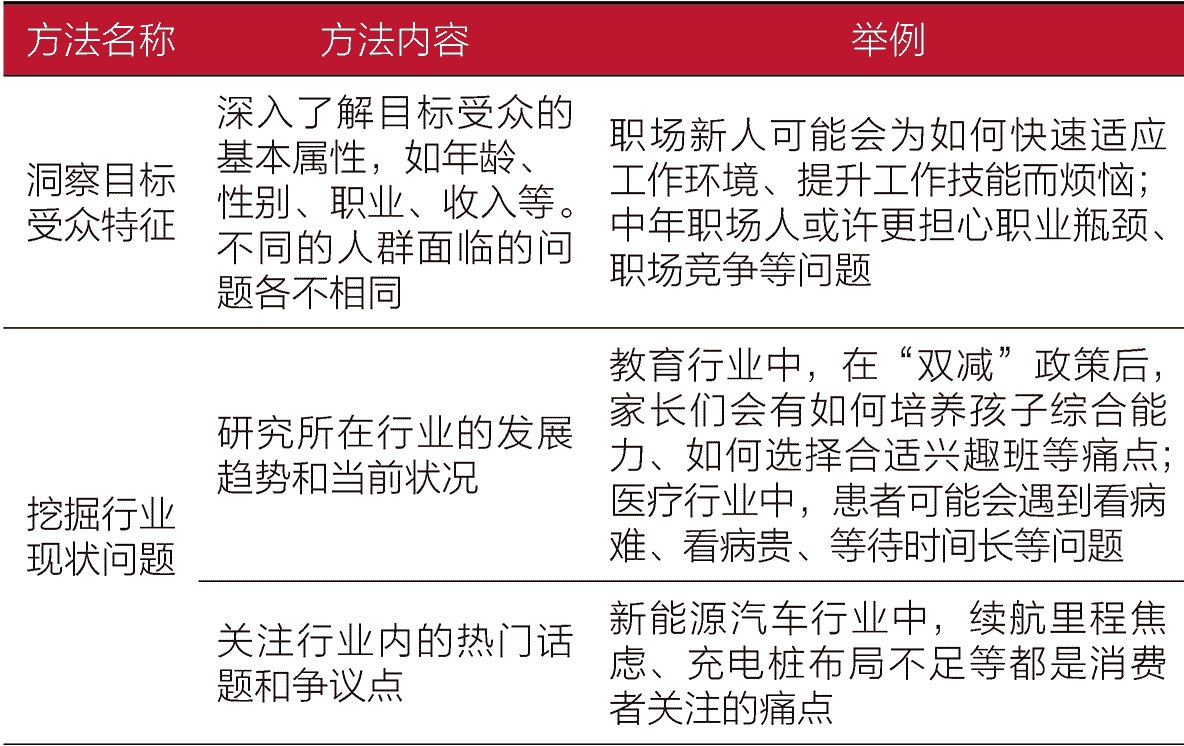 方法名称 方法内容 举例
洞察目标
受众特征
深入了解目标受众的
基本属性，如年龄、
性别、职业、收入等。
不同的人群面临的问
题各不相同
职场新人可能会为如何快速适应
工作环境、提升工作技能而烦恼；
中年职场人或许更担心职业瓶颈、
职场竞争等问题
挖掘行业
现状问题
研究所在行业的发展
趋势和当前状况
教育行业中，在“双减”政策后，
家长们会有如何培养孩子综合能
力、如何选择合适兴趣班等痛点；
医疗行业中，患者可能会遇到看病
难、看病贵、等待时间长等问题
关注行业内的热门话
题和争议点
新能源汽车行业中，续航里程焦
虑、充电桩布局不足等都是消费
者关注的痛点